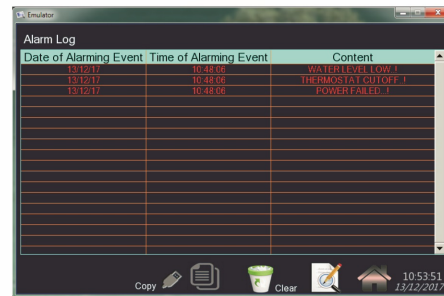 Emulator
Alarm Log
Date of Alarming Event Time of Alarming Event Content
13/12/17 10:48:06 WATER LEVEL LOW..!
13/12/17 10:48:06 THERMOSTAT CUTOFF..!
13/12/17 10:48:06 POWER FAILED...!
Copy Clear 10:53:51
13/12/2017